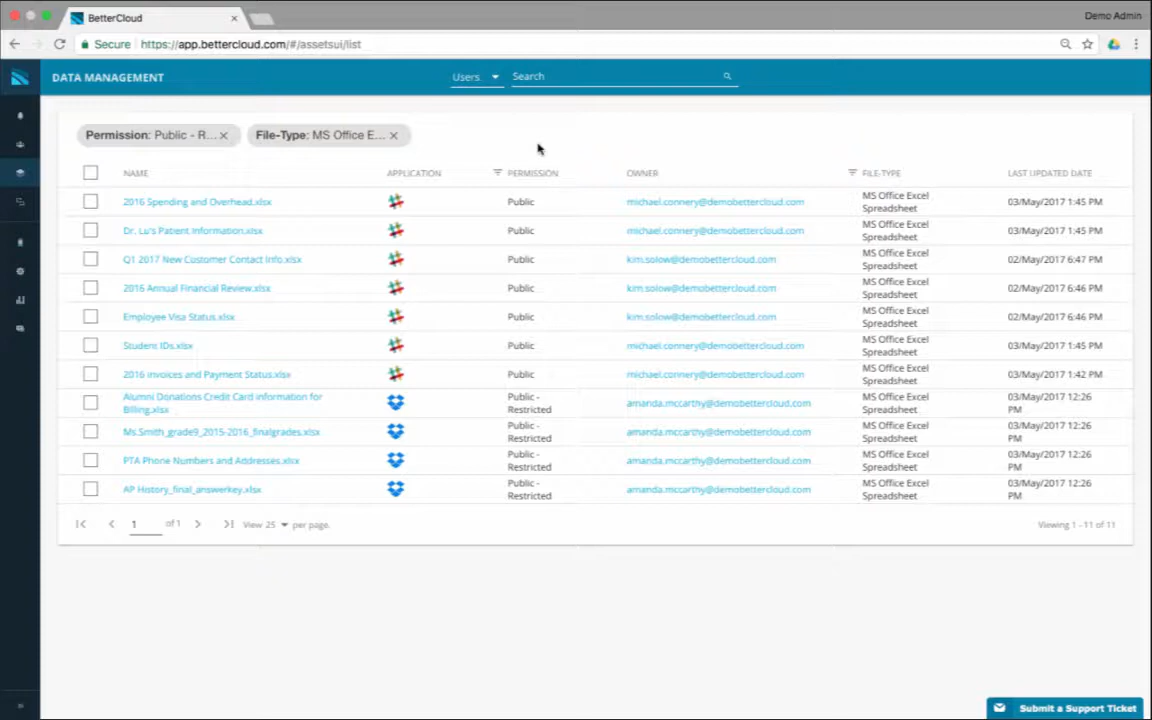 BetterCloud
Demo Admin
Secure https://app.bettercloud.com/#/assetsui/list
DATA MANAGEMENT Users Search
Permission: Public - R... File-Type: MS Office E...
NAME APPLICATION PERMISSION OWNER FILE-TYPE LAST UPDATED DATE
2016 Spending and Overhead.xlsx Public michael.connery@demobettercloud.com MS Office Excel Spreadsheet 03/May/2017 1:45 PM
Dr. Lu's Patient Information.xlsx Public michael.connery@demobettercloud.com MS Office Excel Spreadsheet 03/May/2017 1:45 PM
Q1 2017 New Customer Contact Info.xlsx Public kim.solow@demobettercloud.com MS Office Excel Spreadsheet 02/May/2017 6:47 PM
2016 Annual Financial Review.xlsx Public kim.solow@demobettercloud.com MS Office Excel Spreadsheet 02/May/2017 6:46 PM
Employee Visa Status.xlsx Public kim.solow@demobettercloud.com MS Office Excel Spreadsheet 02/May/2017 6:46 PM
Student IDs.xlsx Public michael.connery@demobettercloud.com MS Office Excel Spreadsheet 03/May/2017 1:45 PM
2016 Invoices and Payment Status.xlsx Public michael.connery@demobettercloud.com MS Office Excel Spreadsheet 03/May/2017 1:42 PM
Alumni Donations Credit Card information for Billing.xlsx Public - Restricted amanda.mccarthy@demobettercloud.com MS Office Excel Spreadsheet 03/May/2017 12:26 PM
Ms.Smith_grade9_2015-2016_finalgrades.xlsx Public - Restricted amanda.mccarthy@demobettercloud.com MS Office Excel Spreadsheet 03/May/2017 12:26 PM
PTA Phone Numbers and Addresses.xlsx Public - Restricted amanda.mccarthy@demobettercloud.com MS Office Excel Spreadsheet 03/May/2017 12:26 PM
AP History_final_answerkey.xlsx Public - Restricted amanda.mccarthy@demobettercloud.com MS Office Excel Spreadsheet 03/May/2017 12:26 PM
1 of 1 View 25 per page. Viewing 1 - 11 of 11
Submit a Support Ticket